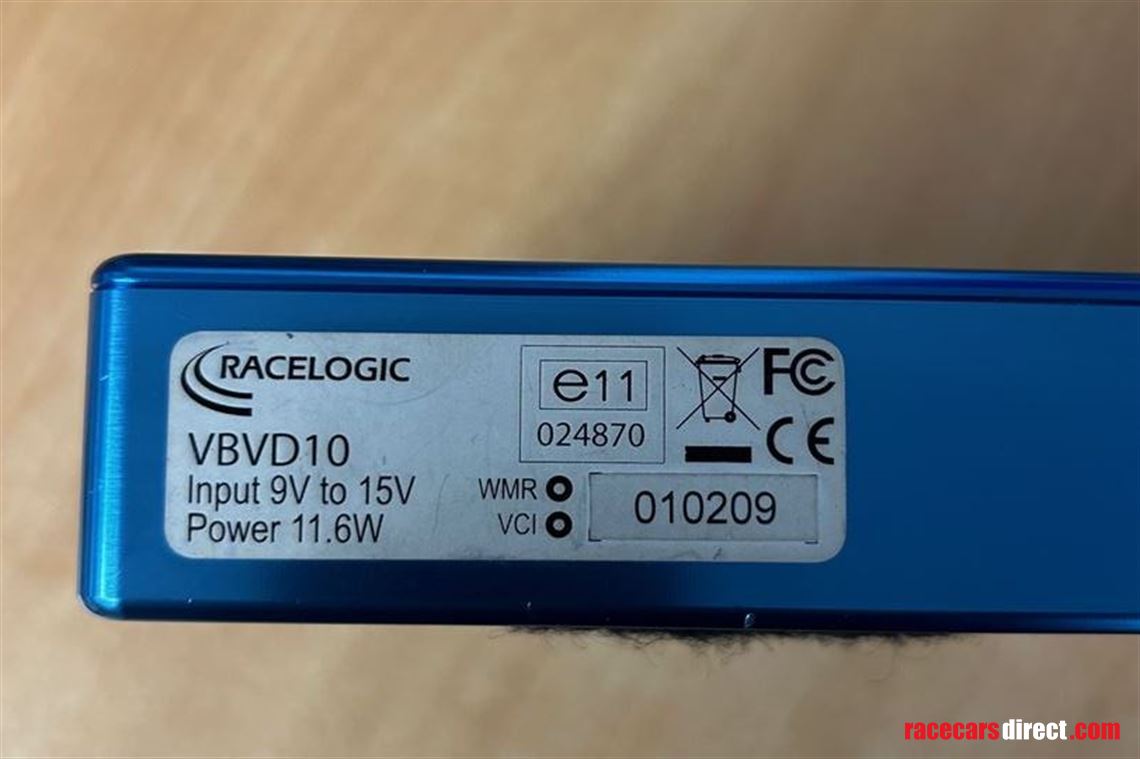 RACELOGIC
VBVD10
Input 9V to 15V
Power 11.6W
e11
024870
FC
CE
WMR
VCI
010209
racecarsdirect.com